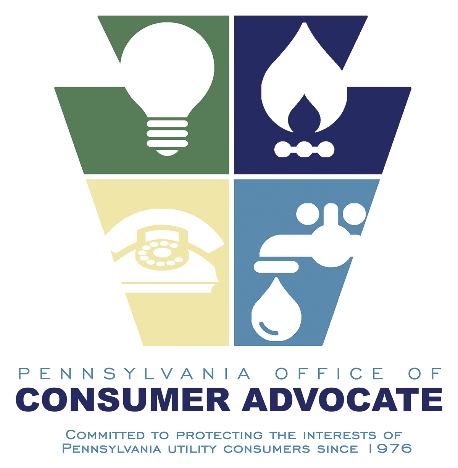 PENNSYLVANIA OFFICE OF
CONSUMER ADVOCATE
COMMITTED TO PROTECTING THE INTERESTS OF
PENNSYLVANIA UTILITY CONSUMERS SINCE 1976